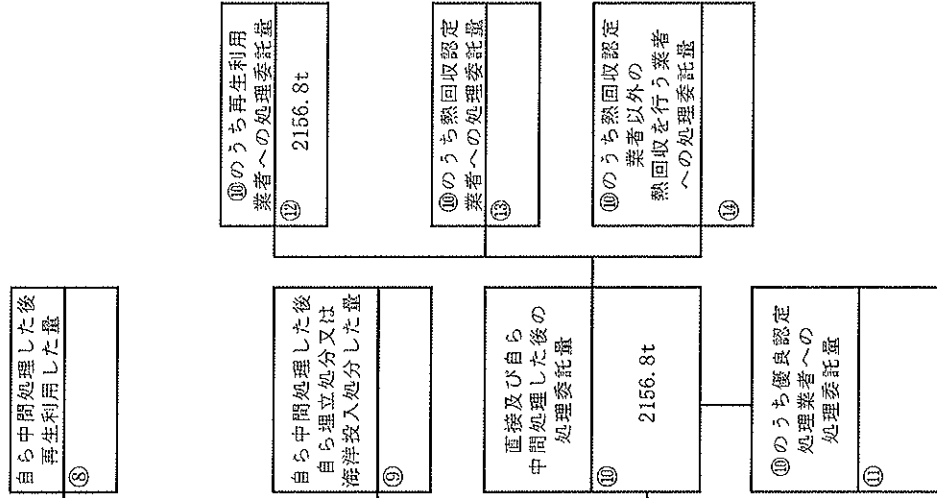 自ら中間処理した後
再生利用した量
⑧
自ら中間処理した後
自ら埋立処分又は
海洋投入処分した量
⑨
直接及び自ら
中間処理した後の
処理委託量
⑩
2156.8t
⑩のうち優良認定
処理業者への
処理委託量
⑪
⑩のうち再生利用
業者への処理委託量
⑫
2156.8t
⑩のうち熱回収認定
業者への処理委託量
⑬
⑩のうち熱回収認定
業者以外の
熱回収を行う業者
への処理委託量
⑭